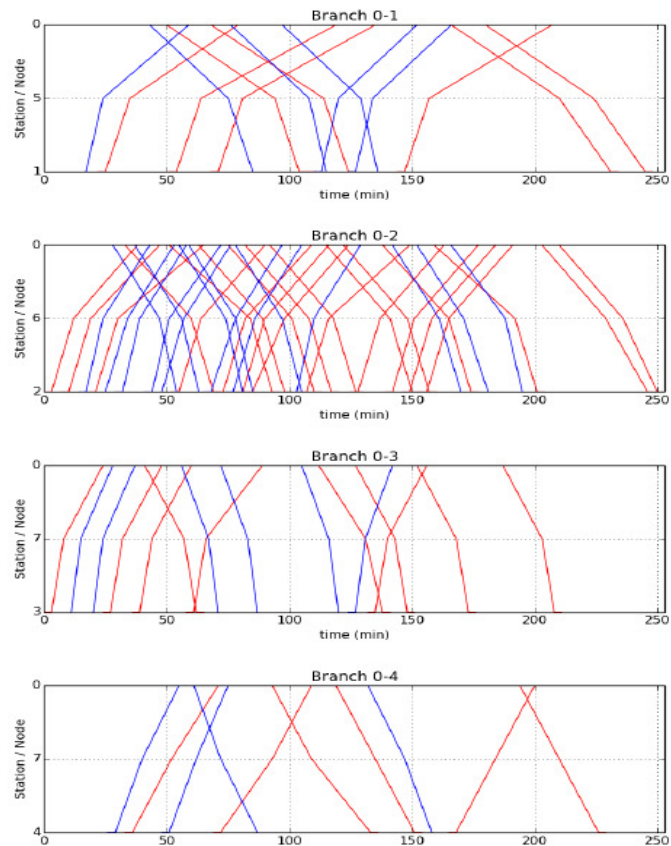 Branch 0-1
0
5
1
Station / Node
0 50 100 150 200 250
time (min)
Branch 0-2
0
6
2
Station / Node
0 50 100 150 200 250
time (min)
Branch 0-3
0
7
3
Station / Node
0 50 100 150 200 250
time (min)
Branch 0-4
0
7
4
Station / Node
0 50 100 150 200 250